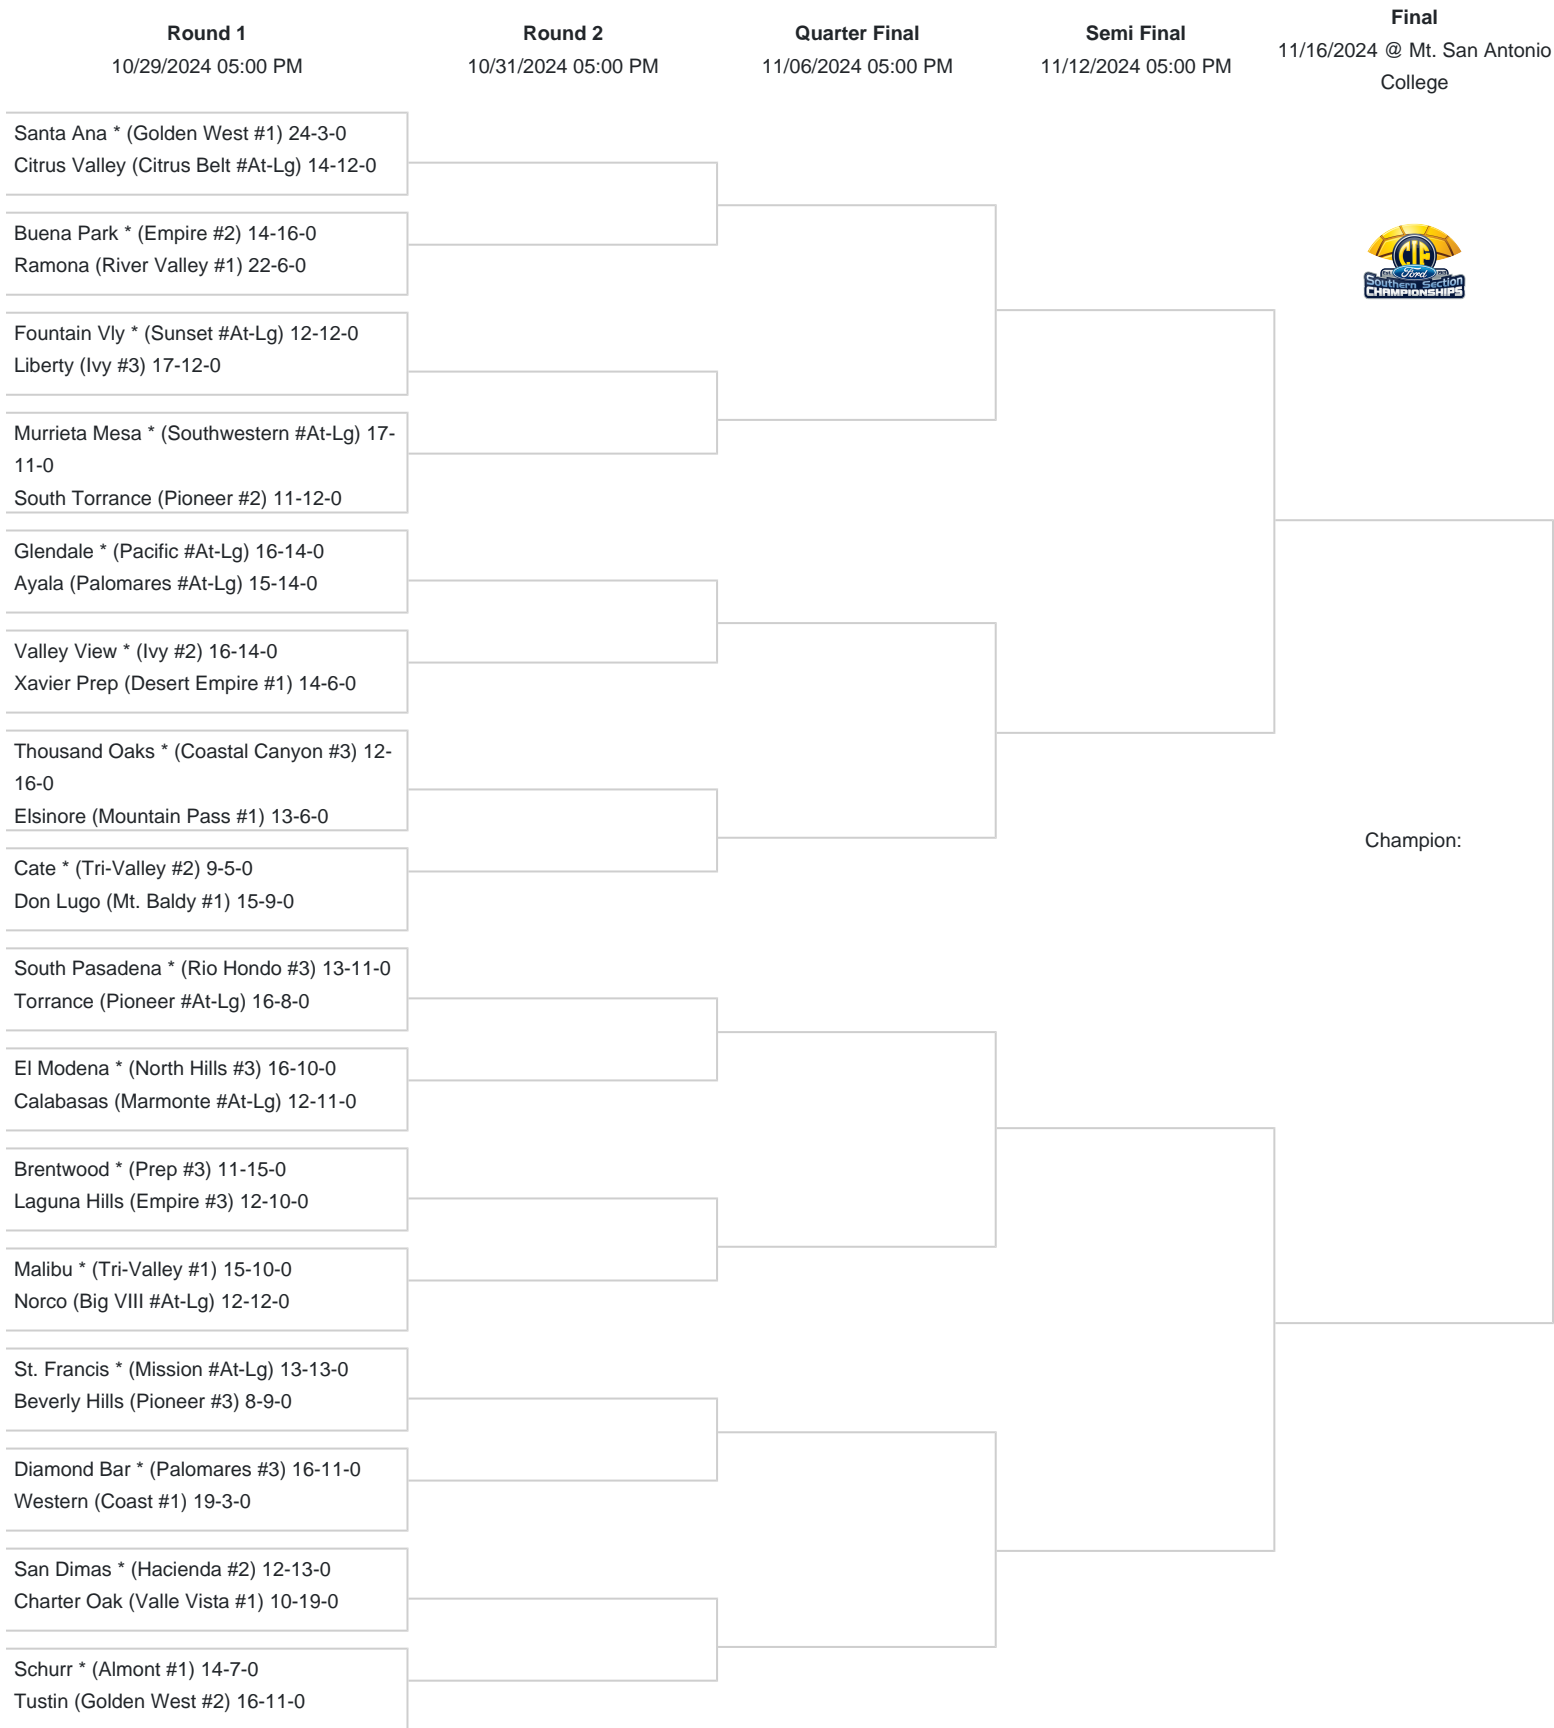 Round 1
10/29/2024 05:00 PM
Round 2
10/31/2024 05:00 PM
Quarter Final
11/06/2024 05:00 PM
Semi Final
11/12/2024 05:00 PM
Final
11/16/2024 @ Mt. San Antonio
College
Santa Ana * (Golden West #1) 24-3-0
Citrus Valley (Citrus Belt #At-Lg) 14-12-0
Buena Park * (Empire #2) 14-16-0
Ramona (River Valley #1) 22-6-0
Fountain Vly * (Sunset #At-Lg) 12-12-0
Liberty (Ivy #3) 17-12-0
Murrieta Mesa * (Southwestern #At-Lg) 17-
11-0
South Torrance (Pioneer #2) 11-12-0
Glendale * (Pacific #At-Lg) 16-14-0
Ayala (Palomares #At-Lg) 15-14-0
Valley View * (Ivy #2) 16-14-0
Xavier Prep (Desert Empire #1) 14-6-0
Thousand Oaks * (Coastal Canyon #3) 12-
16-0
Elsinore (Mountain Pass #1) 13-6-0
Cate * (Tri-Valley #2) 9-5-0
Don Lugo (Mt. Baldy #1) 15-9-0
South Pasadena * (Rio Hondo #3) 13-11-0
Torrance (Pioneer #At-Lg) 16-8-0
El Modena * (North Hills #3) 16-10-0
Calabasas (Marmonte #At-Lg) 12-11-0
Brentwood * (Prep #3) 11-15-0
Laguna Hills (Empire #3) 12-10-0
Malibu * (Tri-Valley #1) 15-10-0
Norco (Big VIII #At-Lg) 12-12-0
St. Francis * (Mission #At-Lg) 13-13-0
Beverly Hills (Pioneer #3) 8-9-0
Diamond Bar * (Palomares #3) 16-11-0
Western (Coast #1) 19-3-0
San Dimas * (Hacienda #2) 12-13-0
Charter Oak (Valle Vista #1) 10-19-0
Schurr * (Almont #1) 14-7-0
Tustin (Golden West #2) 16-11-0
CIF
Ford
Southern Section
CHAMPIONSHIPS
Champion: